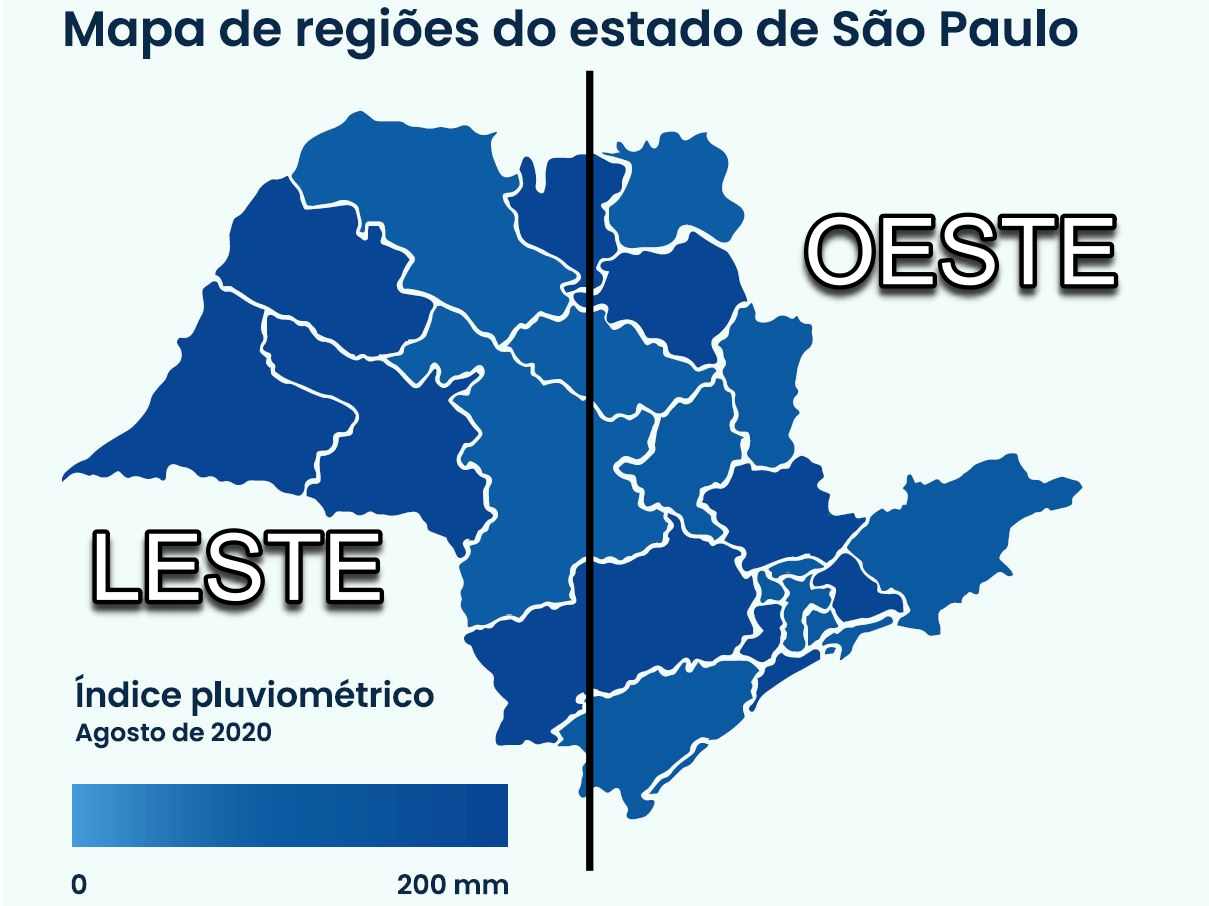 Mapa de regiões do estado de São Paulo
OESTE
LESTE
Índice pluviométrico
Agosto de 2020
0 200 mm